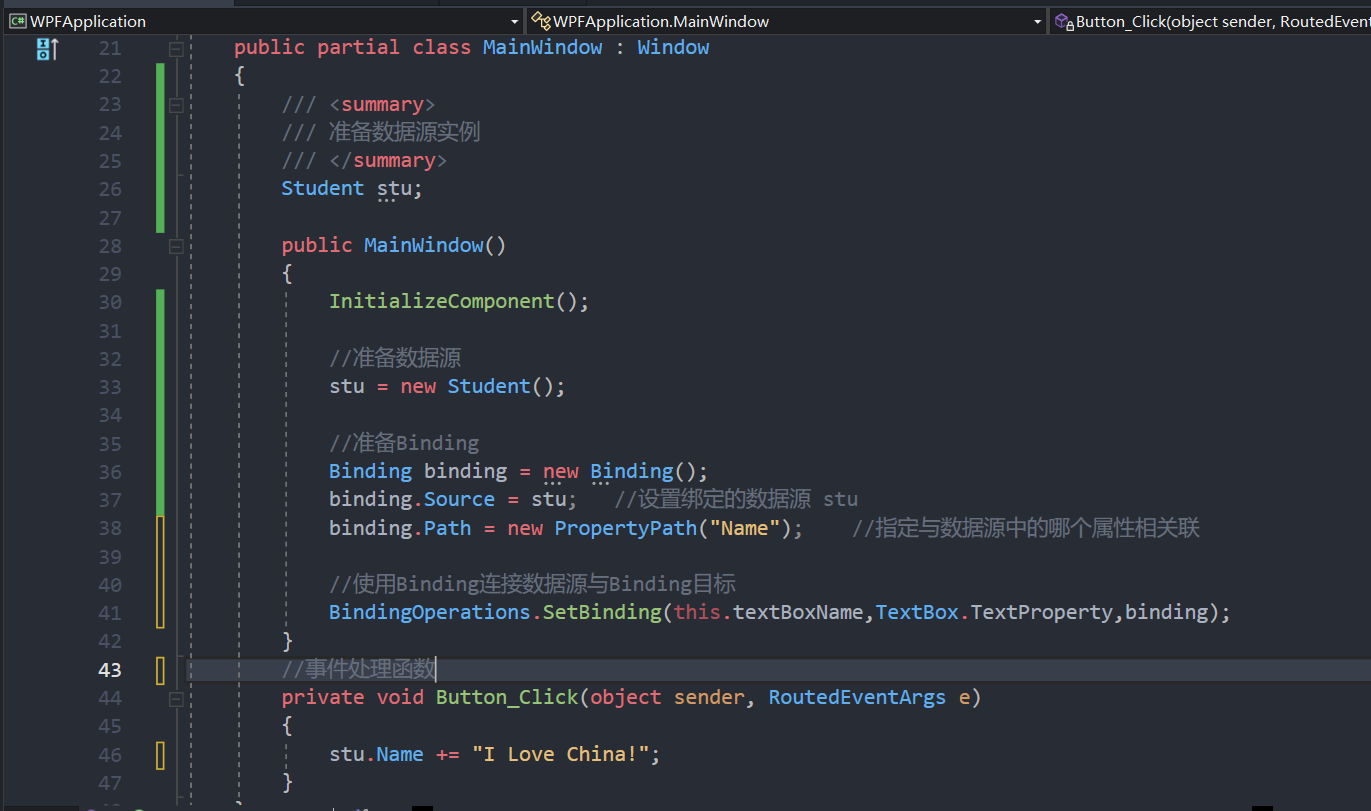 WPFApplication WPFApplication.MainWindow Button_Click(object sender, RoutedEvent
21 public partial class MainWindow : Window
22 {
23 /// <summary>
24 /// 准备数据源实例
25 /// </summary>
26 Student stu;
27
28 public MainWindow()
29 {
30 InitializeComponent();
31
32 //准备数据源
33 stu = new Student();
34
35 //准备Binding
36 Binding binding = new Binding();
37 binding.Source = stu; //设置绑定的数据源 stu
38 binding.Path = new PropertyPath("Name"); //指定与数据源中的哪个属性相关联
39
40 //使用Binding连接数据源与Binding目标
41 BindingOperations.SetBinding(this.textBoxName,TextBox.TextProperty,binding);
42 }
43 //事件处理函数
44 private void Button_Click(object sender, RoutedEventArgs e)
45 {
46 stu.Name += "I Love China!";
47 }